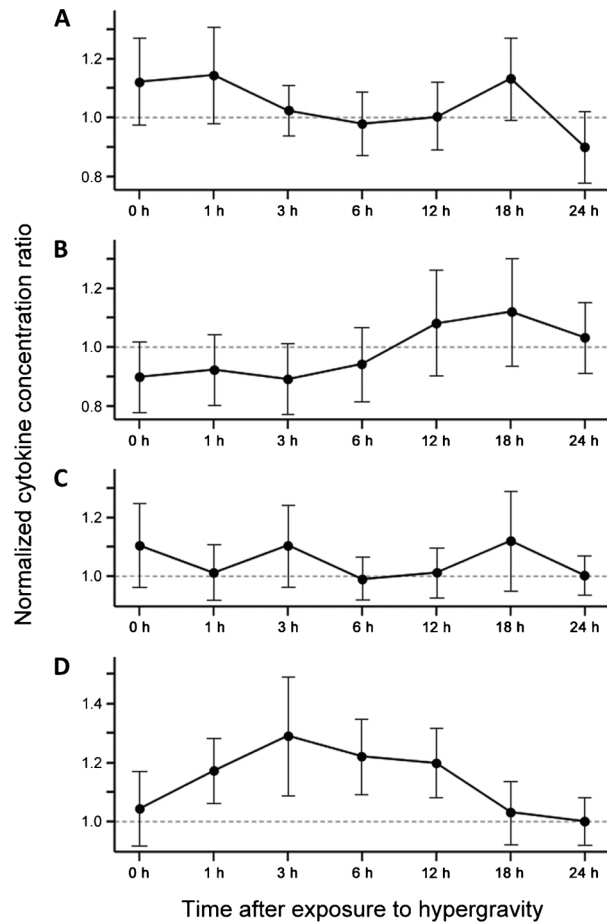 A
1.2
1.0
0.8
0 h 1 h 3 h 6 h 12 h 18 h 24 h
B
1.2
1.0
0.8
0 h 1 h 3 h 6 h 12 h 18 h 24 h
C
1.2
1.0
0 h 1 h 3 h 6 h 12 h 18 h 24 h
D
1.4
1.2
1.0
0 h 1 h 3 h 6 h 12 h 18 h 24 h
Normalized cytokine concentration ratio
Time after exposure to hypergravity